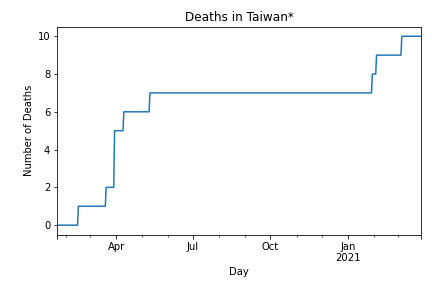 Deaths in Taiwan*
10
8
6
4
2
0
Number of Deaths
Apr
Jul
Oct
Jan
2021
Day